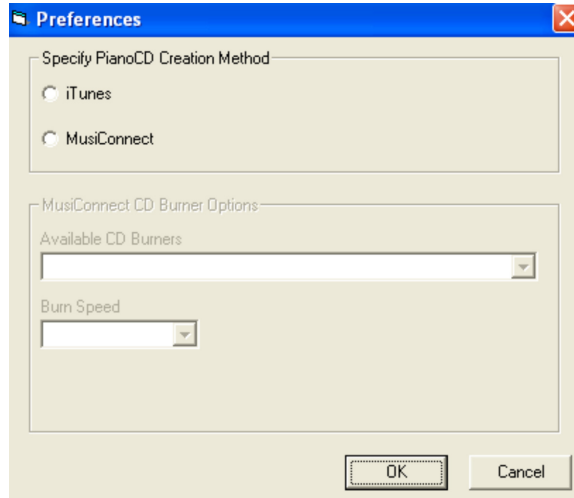 Preferences
Specify PianoCD Creation Method
iTunes
MusiConnect
MusiConnect CD Burner Options
Available CD Burners
Burn Speed
OK Cancel